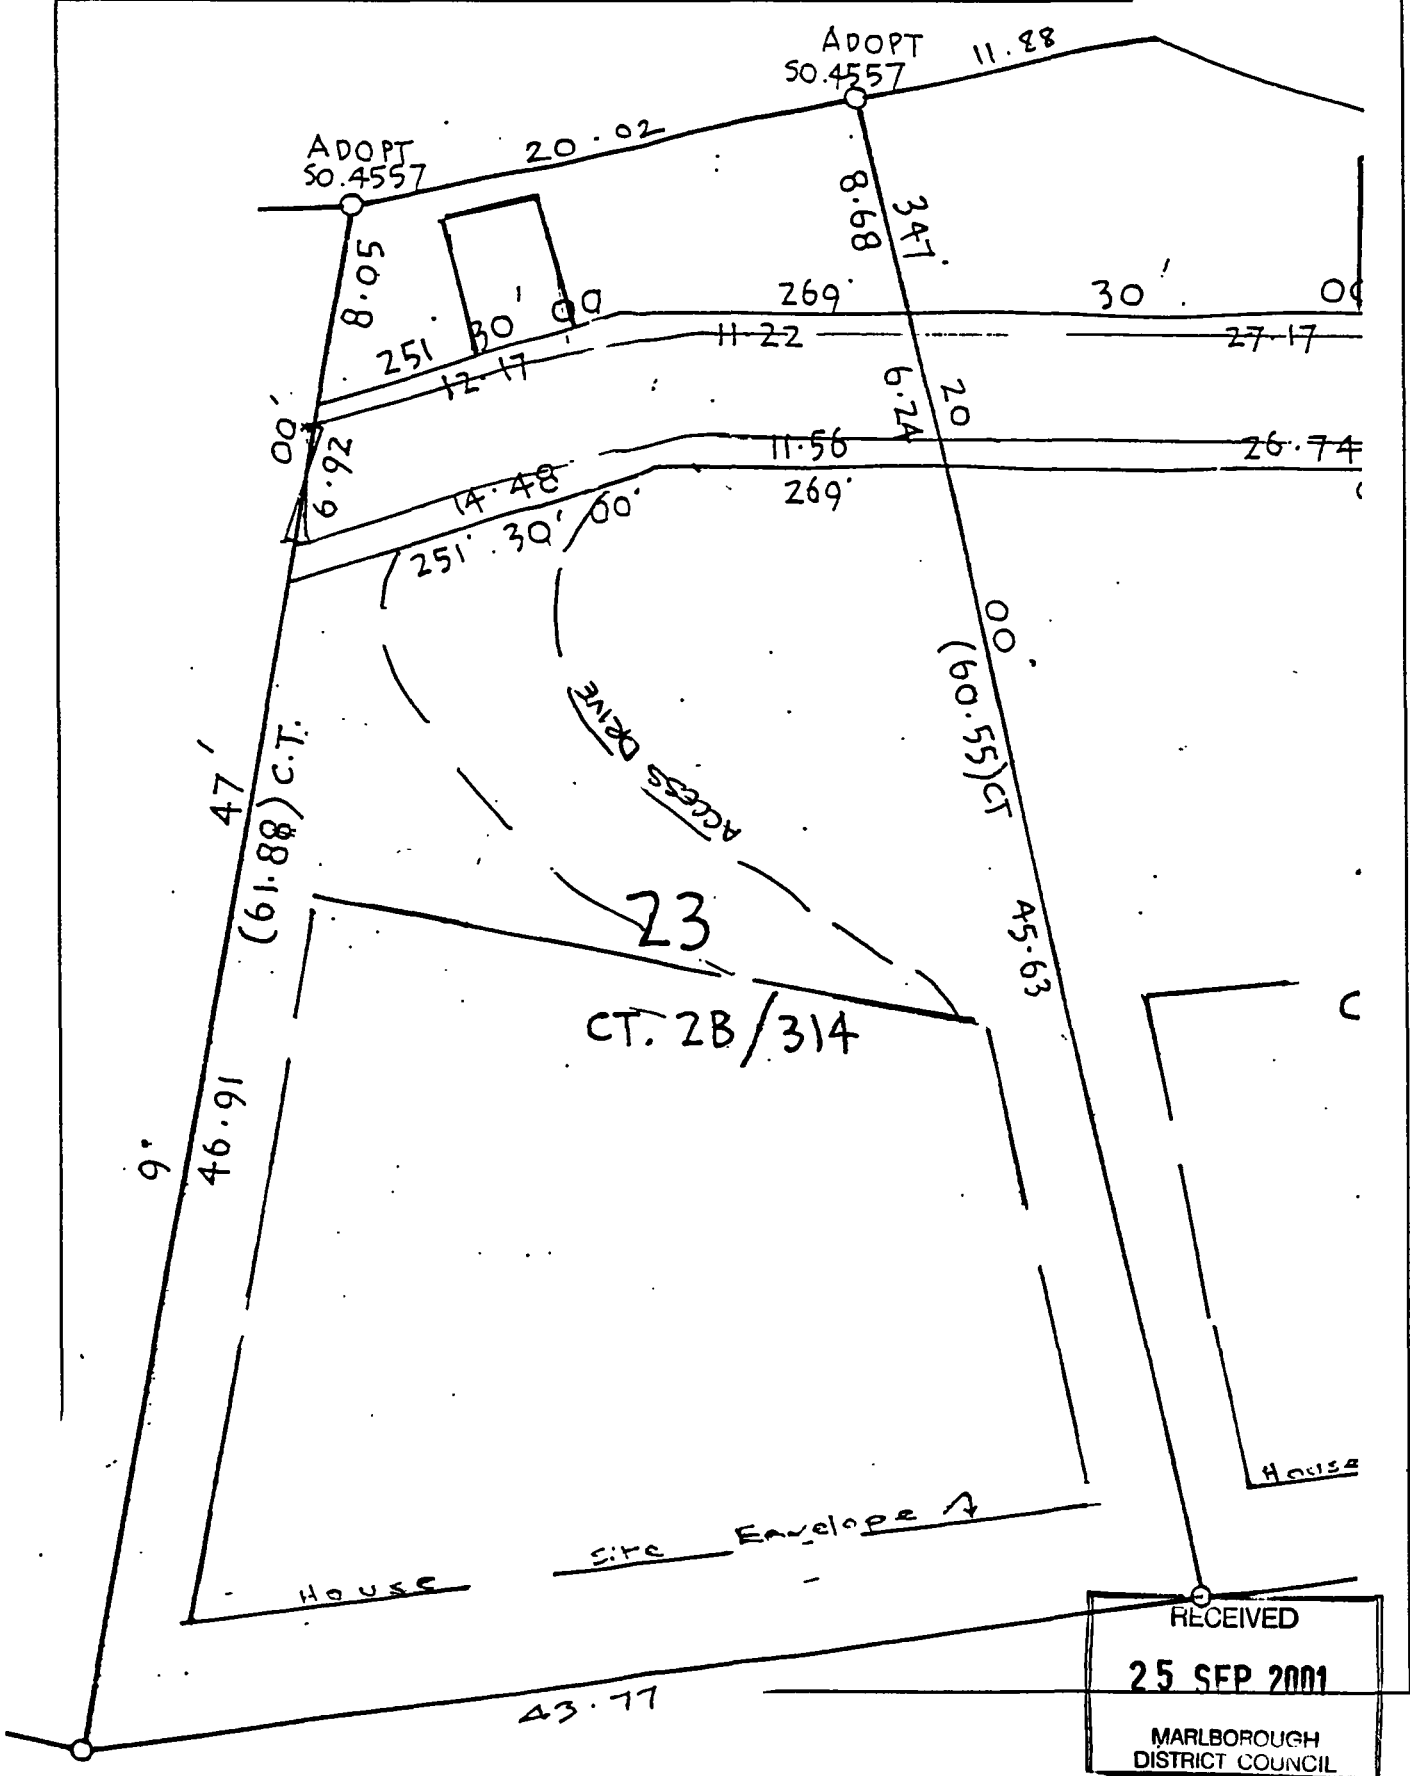 ADOPT
SO.4557
11.88
ADOPT
SO.4557
20.02
8.05
8.68
347°
251° 30' 00
269° 30' 00
12.17
11.22
27.17
00'
6.92
6.24
20
14.48
11.56
26.74
251° 30' 00"
269°
00"
(60.55)CT
ACCESS DRIVE
47'
(61.88) C.T.
23
45.63
CT. 2B/314
C
9°
46.91
House Site Envelope
House
43.77
RECEIVED
25 SEP 2001
MARLBOROUGH
DISTRICT COUNCIL